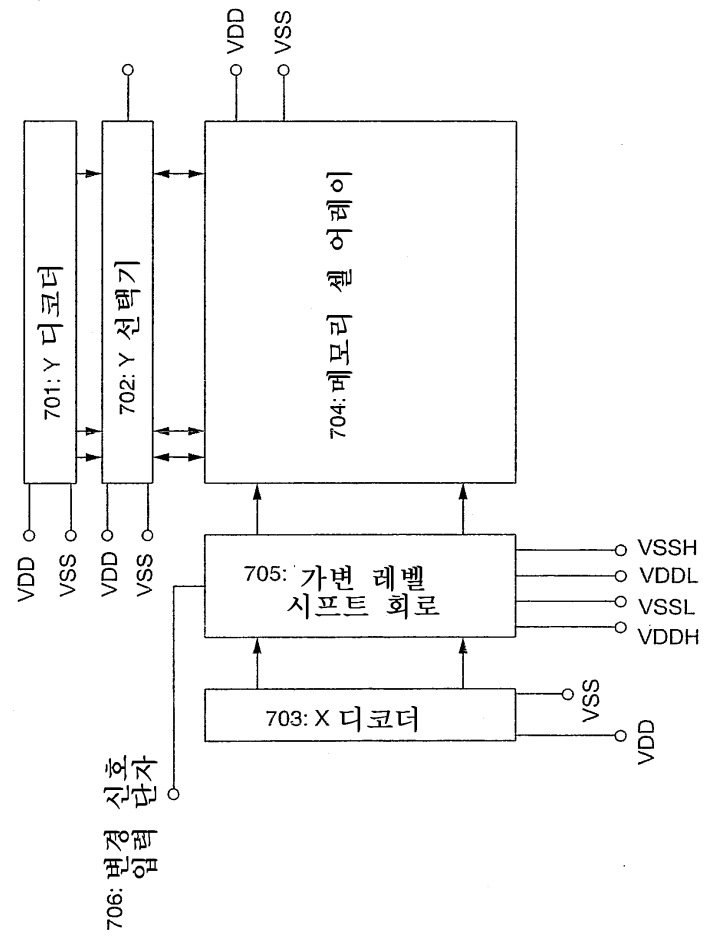 VDD
VSS
701: Y 디코더
702: Y 선택기
704: 메모리 셀 어레이
VDD
VSS
VDD
VSS
705: 가변 레벨
시프트 회로
VSSH
VDDL
VSSL
VDDH
703: X 디코더
VSS
VDD
706: 변경 신호
입력 단자